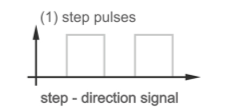 (1) step pulses
step - direction signal